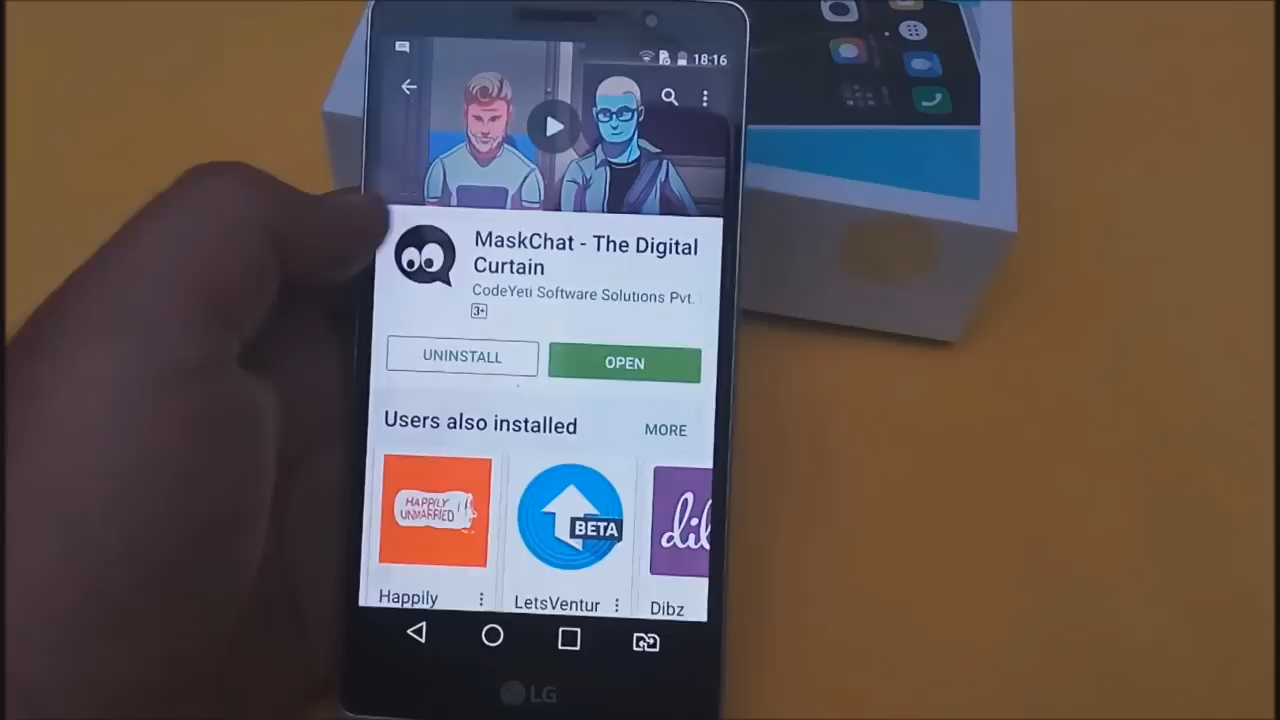 18:16
MaskChat - The Digital
Curtain
CodeYeti Software Solutions Pvt.
3+
UNINSTALL
OPEN
Users also installed
MORE
HAPPILY
UNMARRIED
BETA
dil
Happily
LetsVentur
Dibz
LG